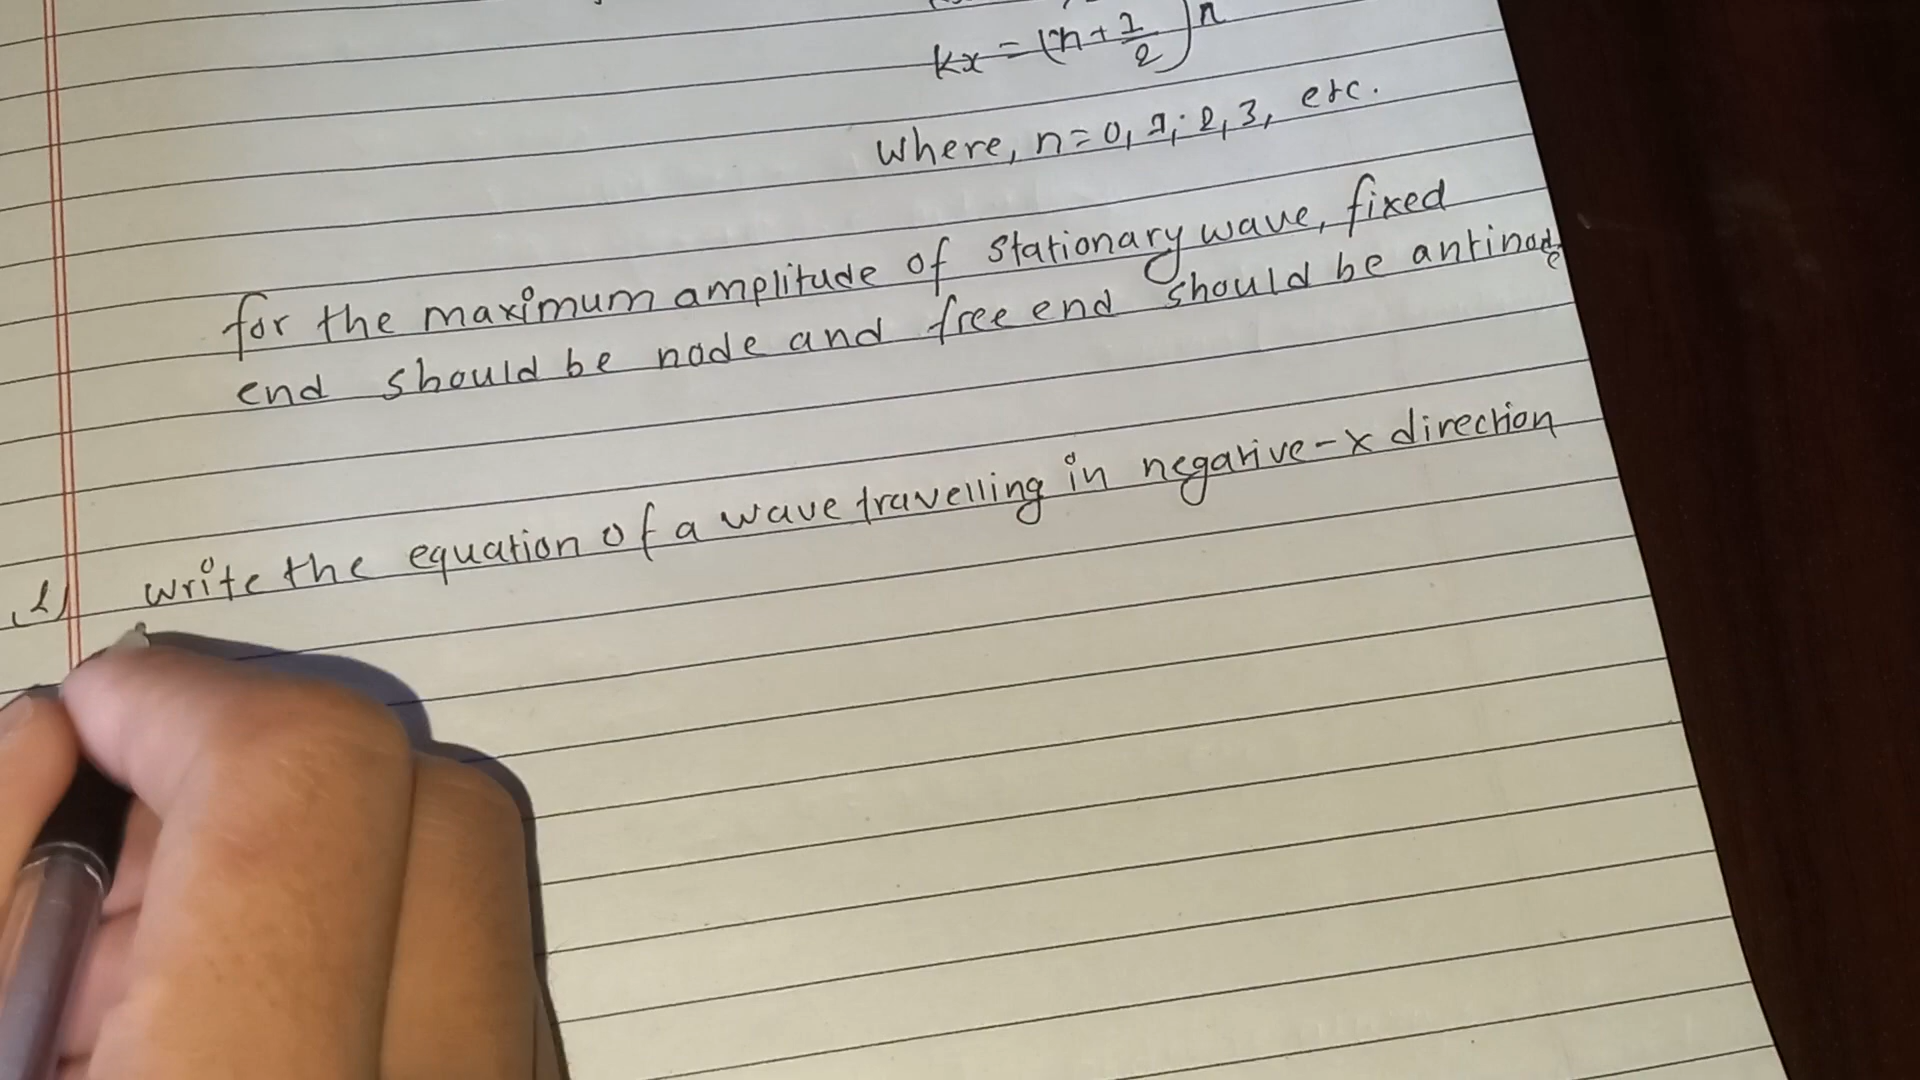 kx = (n + 1/2)π
where, n = 0, 1, 2, 3, etc.
for the maximum amplitude of stationary wave, fixed
end should be node and free end should be antinode
write the equation of a wave travelling in negative-x direction